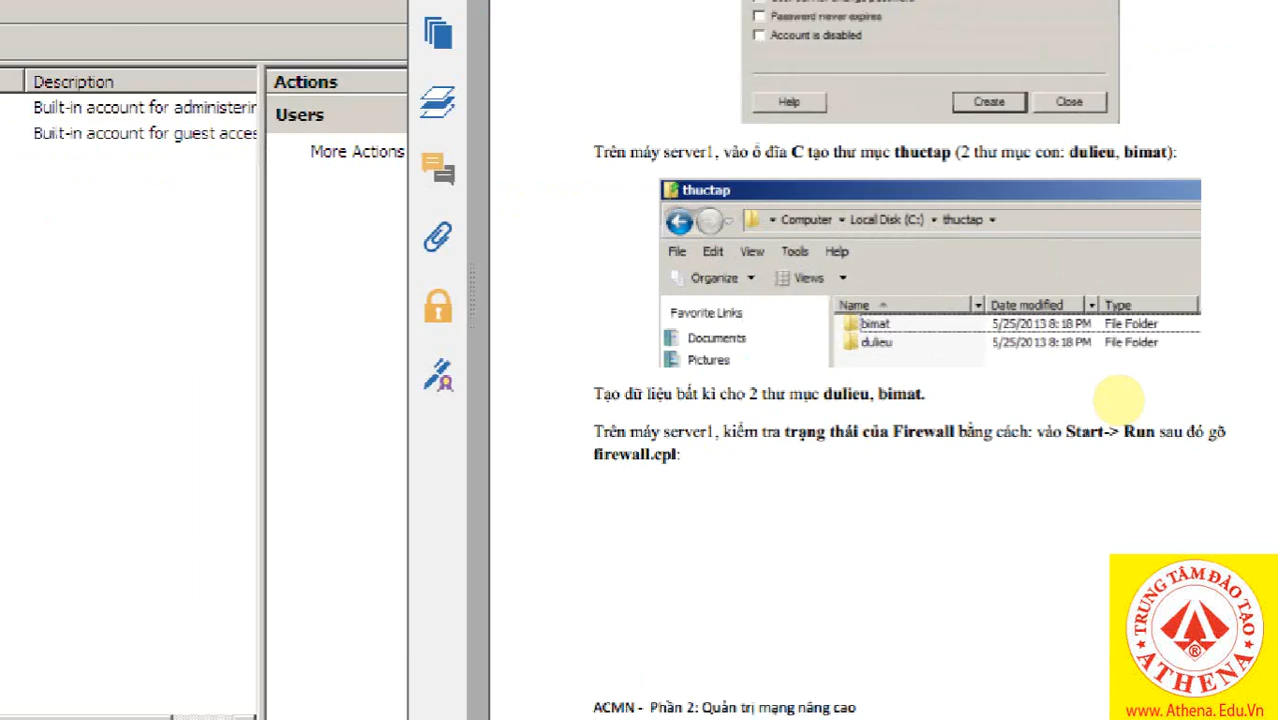 Description
Actions
Built-in account for administerin
Users
Built-in account for guest acces
More Actions
Password never expires
Account is disabled
Help
Create
Close
Trên máy server1, vào ổ đĩa C tạo thư mục thuctap (2 thư mục con: dulieu, bimat):
thuctap
Computer ▾ Local Disk (C:) ▾ thuctap ▾
File Edit View Tools Help
Organize ▾ Views ▾
Favorite Links
Name Date modified Type
bimat 5/25/2013 8:18 PM File Folder
Documents
dulieu 5/25/2013 8:18 PM File Folder
Pictures
Tạo dữ liệu bất kì cho 2 thư mục dulieu, bimat.
Trên máy server1, kiểm tra trạng thái của Firewall bằng cách: vào Start-> Run sau đó gõ
firewall.cpl:
ACMN - Phần 2: Quản trị mạng nâng cao
TRUNG TÂM ĐÀO TẠO
ATHENA
®
www.Athena.Edu.Vn